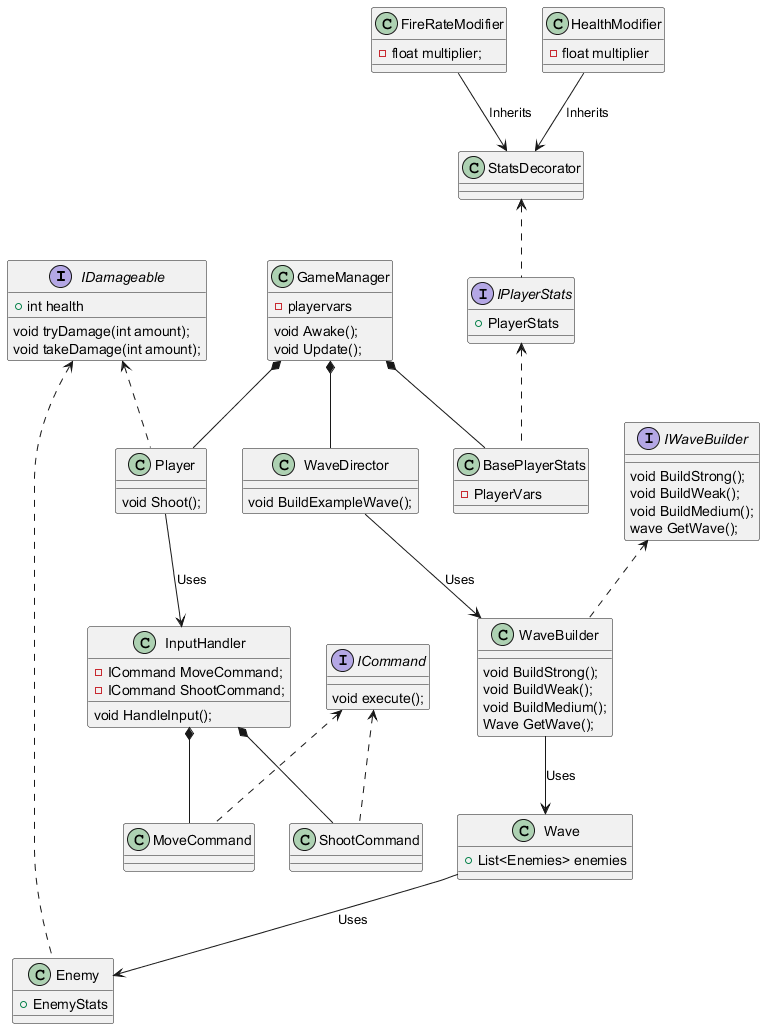 C FireRateModifier
float multiplier;
C HealthModifier
float multiplier
Inherits
Inherits
C StatsDecorator
I IDamageable
int health
void tryDamage(int amount);
void takeDamage(int amount);
C GameManager
playervars
void Awake();
void Update();
I IPlayerStats
PlayerStats
C Player
void Shoot();
C WaveDirector
void BuildExampleWave();
C BasePlayerStats
PlayerVars
I IWaveBuilder
void BuildStrong();
void BuildWeak();
void BuildMedium();
wave GetWave();
Uses
Uses
C InputHandler
ICommand MoveCommand;
ICommand ShootCommand;
void HandleInput();
I ICommand
void execute();
C WaveBuilder
void BuildStrong();
void BuildWeak();
void BuildMedium();
Wave GetWave();
Uses
C MoveCommand
C ShootCommand
C Wave
List<Enemies> enemies
Uses
C Enemy
EnemyStats